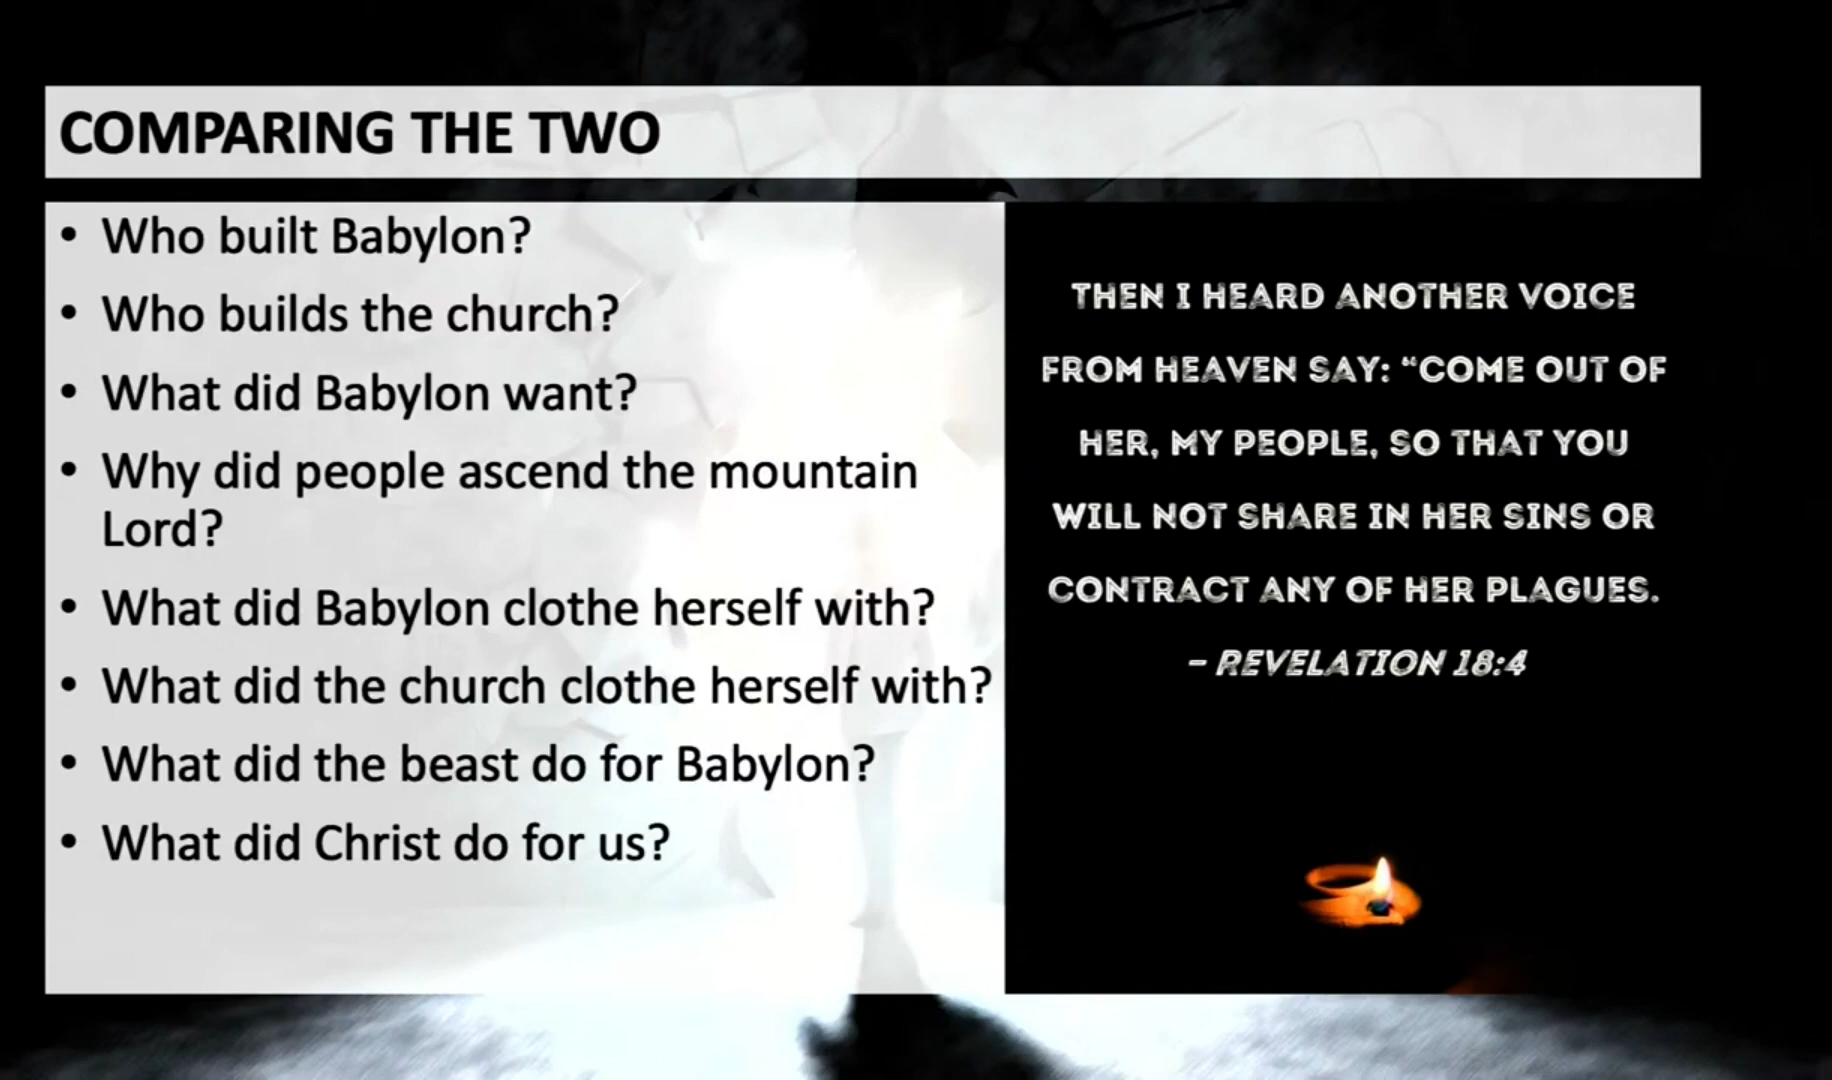 COMPARING THE TWO
• Who built Babylon?
• Who builds the church?
• What did Babylon want?
• Why did people ascend the mountain
Lord?
• What did Babylon clothe herself with?
• What did the church clothe herself with?
• What did the beast do for Babylon?
• What did Christ do for us?
THEN I HEARD ANOTHER VOICE
FROM HEAVEN SAY: “COME OUT OF
HER, MY PEOPLE, SO THAT YOU
WILL NOT SHARE IN HER SINS OR
CONTRACT ANY OF HER PLAGUES.
– REVELATION 18:4